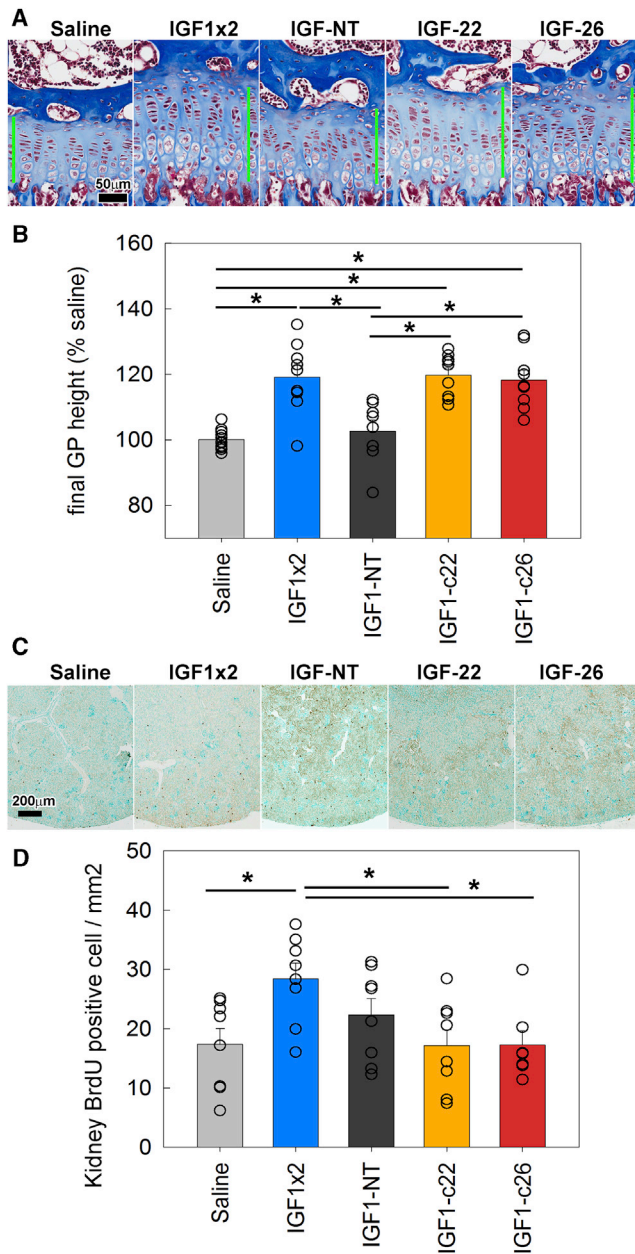 A
Saline IGF1x2 IGF-NT IGF-22 IGF-26
50μm
B
final GP height (% saline)
160
140
120
100
80
* * * * * *
Saline IGF1x2 IGF1-NT IGF1-c22 IGF1-c26
C
Saline IGF1x2 IGF-NT IGF-22 IGF-26
200μm
D
Kidney BrdU positive cell / mm2
50
40
30
20
10
0
* * *
Saline IGF1x2 IGF1-NT IGF1-c22 IGF1-c26